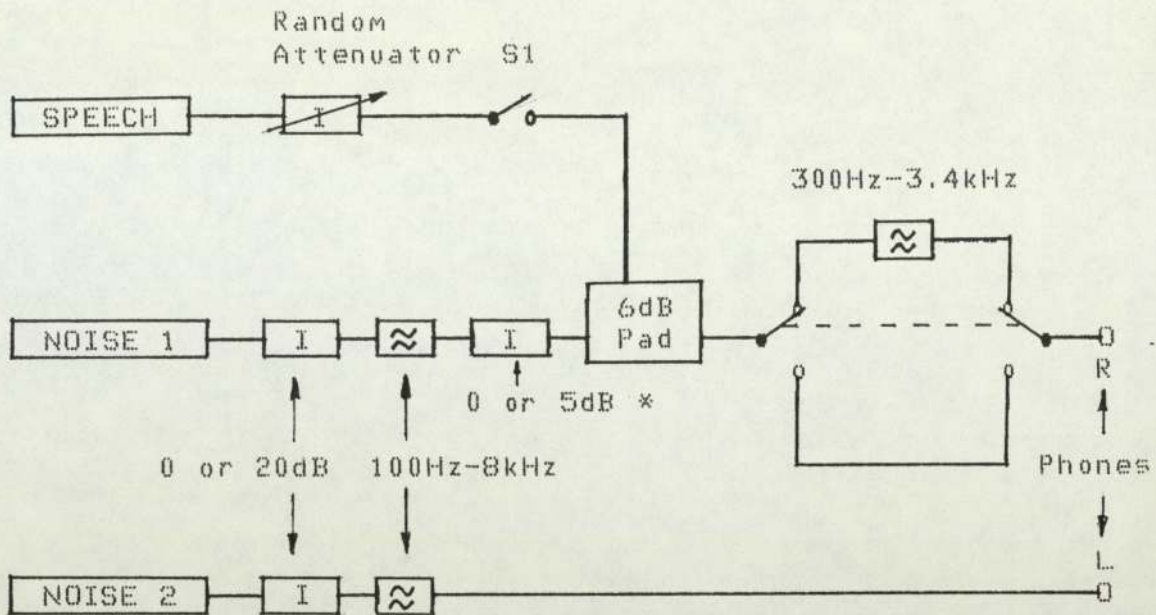 Random
Attenuator S1
SPEECH
I
300Hz-3.4kHz
≈
6dB
Pad
NOISE 1
I
≈
I
R
0 or 5dB *
0 or 20dB
100Hz-8kHz
Phones
L
NOISE 2
I
≈